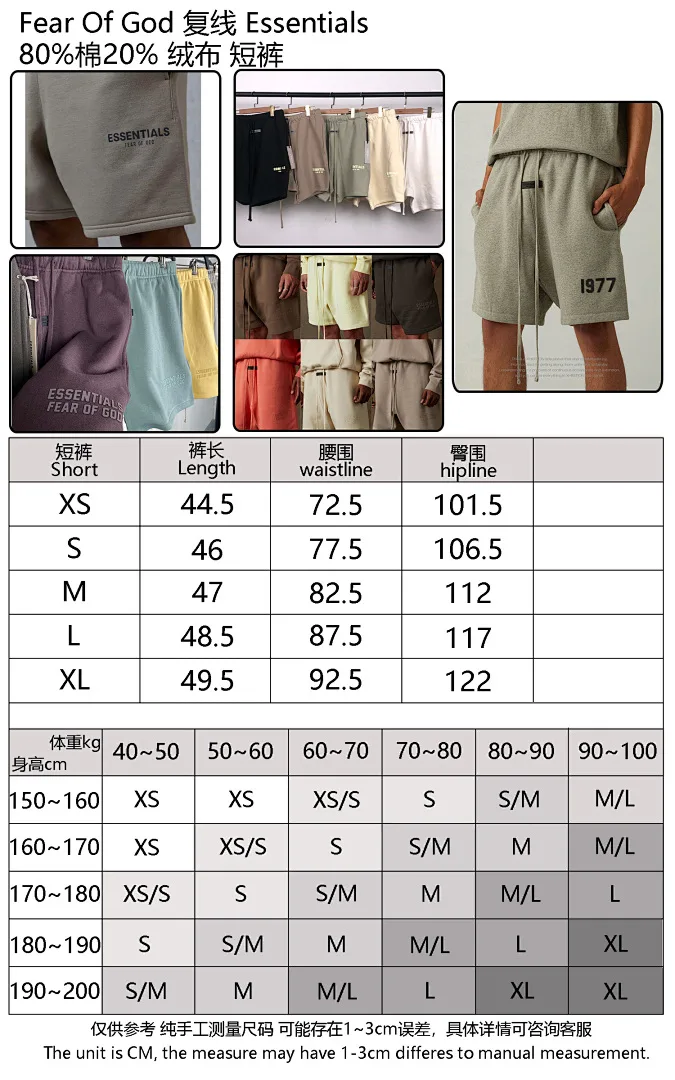 Fear Of God 复线 Essentials
80%棉20% 绒布 短裤
ESSENTIALS
FEAR OF GOD
1977
ESSENTIALS
FEAR OF GOD
短裤 裤长 腰围 臀围
Short Length waistline hipline
XS 44.5 72.5 101.5
S 46 77.5 106.5
M 47 82.5 112
L 48.5 87.5 117
XL 49.5 92.5 122
体重kg
身高cm 40~50 50~60 60~70 70~80 80~90 90~100
150~160 XS XS XS/S S S/M M/L
160~170 XS XS/S S S/M M M/L
170~180 XS/S S S/M M M/L L
180~190 S S/M M M/L L XL
190~200 S/M M M/L L XL XL
仅供参考 纯手工测量尺码 可能存在1~3cm误差，具体详情可咨询客服
The unit is CM, the measure may have 1-3cm differes to manual measurement.